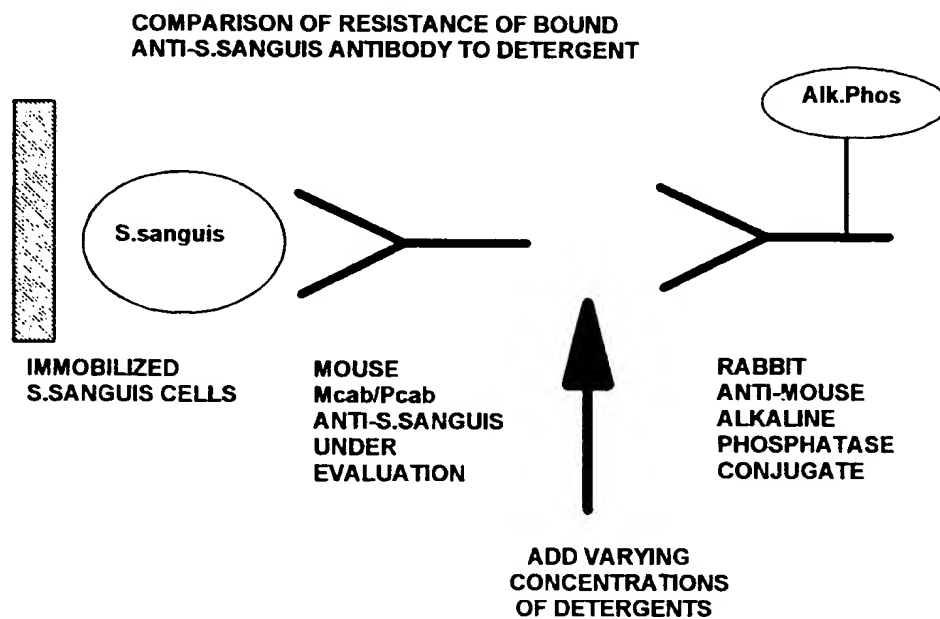 COMPARISON OF RESISTANCE OF BOUND
ANTI-S.SANGUIS ANTIBODY TO DETERGENT
Alk.Phos
S.sanguis
IMMOBILIZED
S.SANGUIS CELLS
MOUSE
Mcab/Pcab
ANTI-S.SANGUIS
UNDER
EVALUATION
RABBIT
ANTI-MOUSE
ALKALINE
PHOSPHATASE
CONJUGATE
ADD VARYING
CONCENTRATIONS
OF DETERGENTS